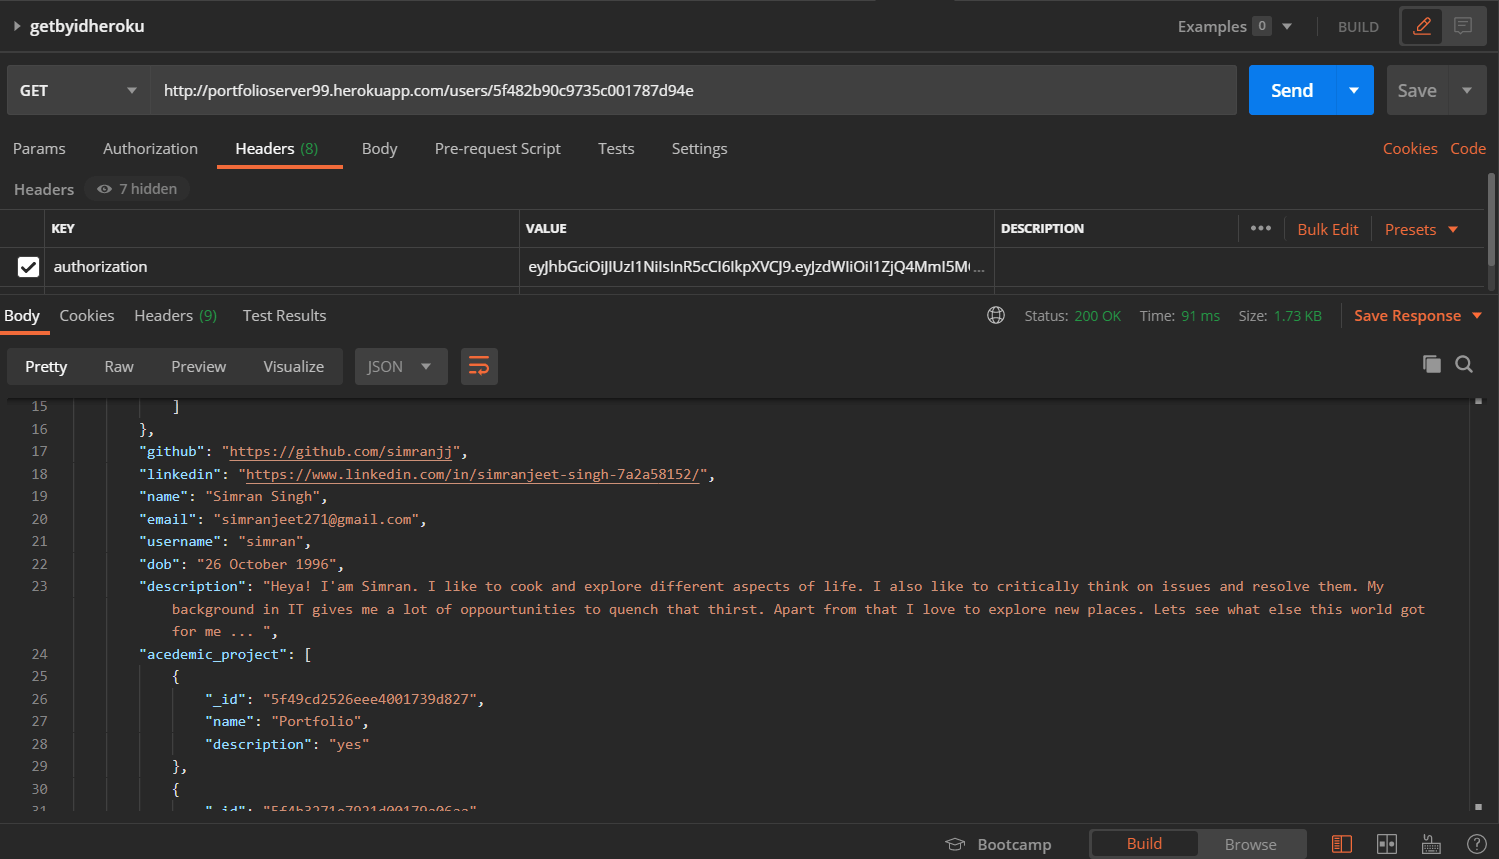 getbyidheroku
Examples 0 BUILD
GET http://portfolioserver99.herokuapp.com/users/5f482b90c9735c001787d94e Send Save
Params Authorization Headers (8) Body Pre-request Script Tests Settings Cookies Code
Headers 7 hidden
KEY VALUE DESCRIPTION ••• Bulk Edit Presets
authorization eyJhbGciOiJIUzI1NiIsInR5cCI6IkpXVCJ9.eyJzdWIiOiI1ZjQ4MmI5M ...
Body Cookies Headers (9) Test Results Status: 200 OK Time: 91 ms Size: 1.73 KB Save Response
Pretty Raw Preview Visualize JSON
15 ]
16 },
17 "github": "https://github.com/simranjj",
18 "linkedin": "https://www.linkedin.com/in/simranjeet-singh-7a2a58152/",
19 "name": "Simran Singh",
20 "email": "simranjeet271@gmail.com",
21 "username": "simran",
22 "dob": "26 October 1996",
23 "description": "Heya! I'am Simran. I like to cook and explore different aspects of life. I also like to critically think on issues and resolve them. My
background in IT gives me a lot of oppourtunities to quench that thirst. Apart from that I love to explore new places. Lets see what else this world got
for me ... ",
24 "acedemic_project": [
25 {
26 "_id": "5f49cd2526eee4001739d827",
27 "name": "Portfolio",
28 "description": "yes"
29 },
30 {
31 "_id":
Bootcamp Build Browse